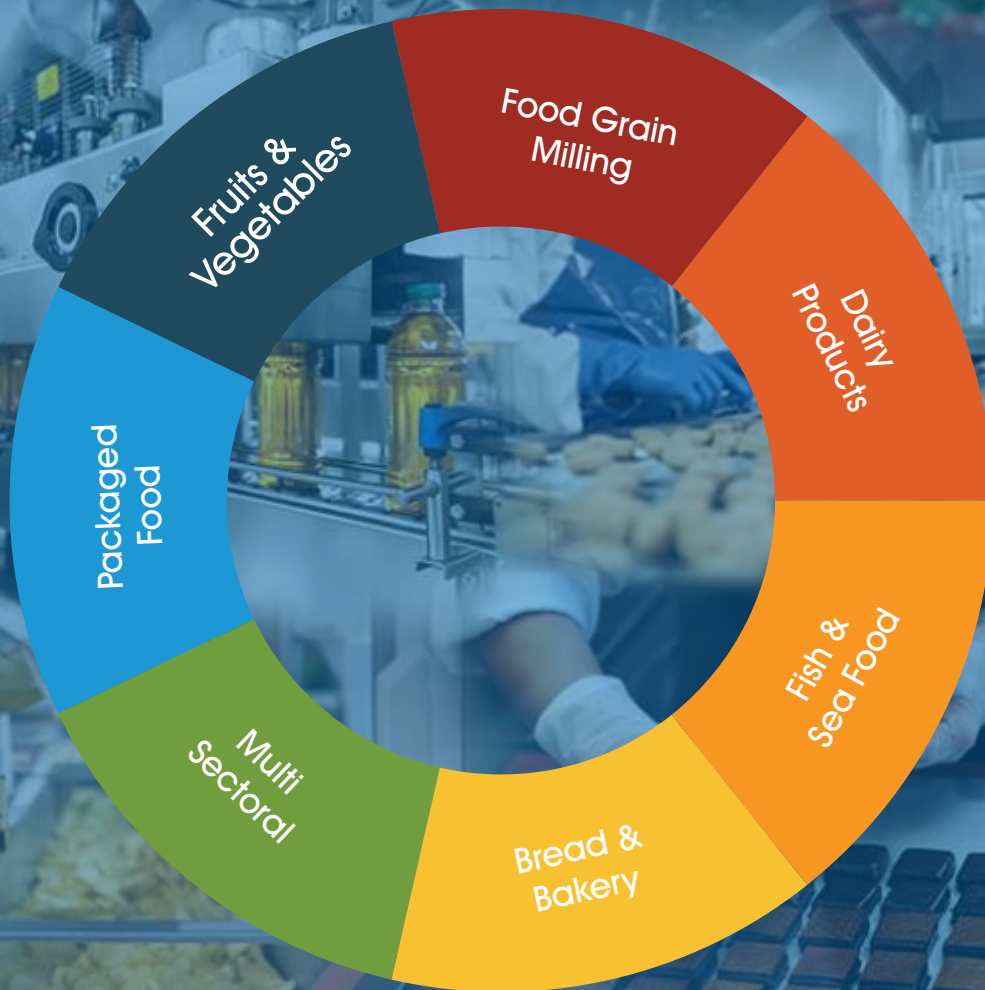 Food Grain
Milling
Dairy
Products
Fish &
Sea Food
Bread &
Bakery
Multi
Sectoral
Packaged
Food
Fruits &
Vegetables